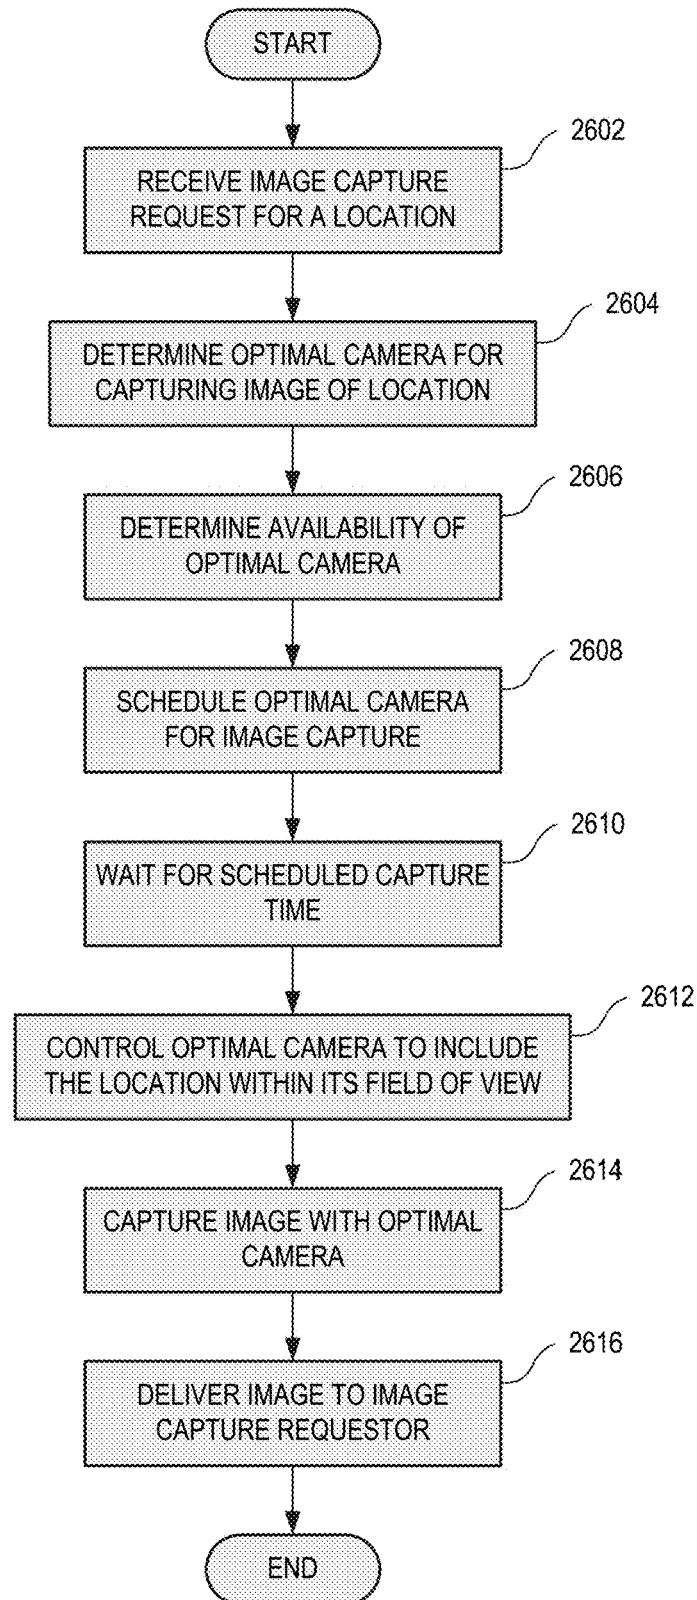 START
2602
RECEIVE IMAGE CAPTURE
REQUEST FOR A LOCATION
2604
DETERMINE OPTIMAL CAMERA FOR
CAPTURING IMAGE OF LOCATION
2606
DETERMINE AVAILABILITY OF
OPTIMAL CAMERA
2608
SCHEDULE OPTIMAL CAMERA
FOR IMAGE CAPTURE
2610
WAIT FOR SCHEDULED CAPTURE
TIME
2612
CONTROL OPTIMAL CAMERA TO INCLUDE
THE LOCATION WITHIN ITS FIELD OF VIEW
2614
CAPTURE IMAGE WITH OPTIMAL
CAMERA
2616
DELIVER IMAGE TO IMAGE
CAPTURE REQUESTOR
END